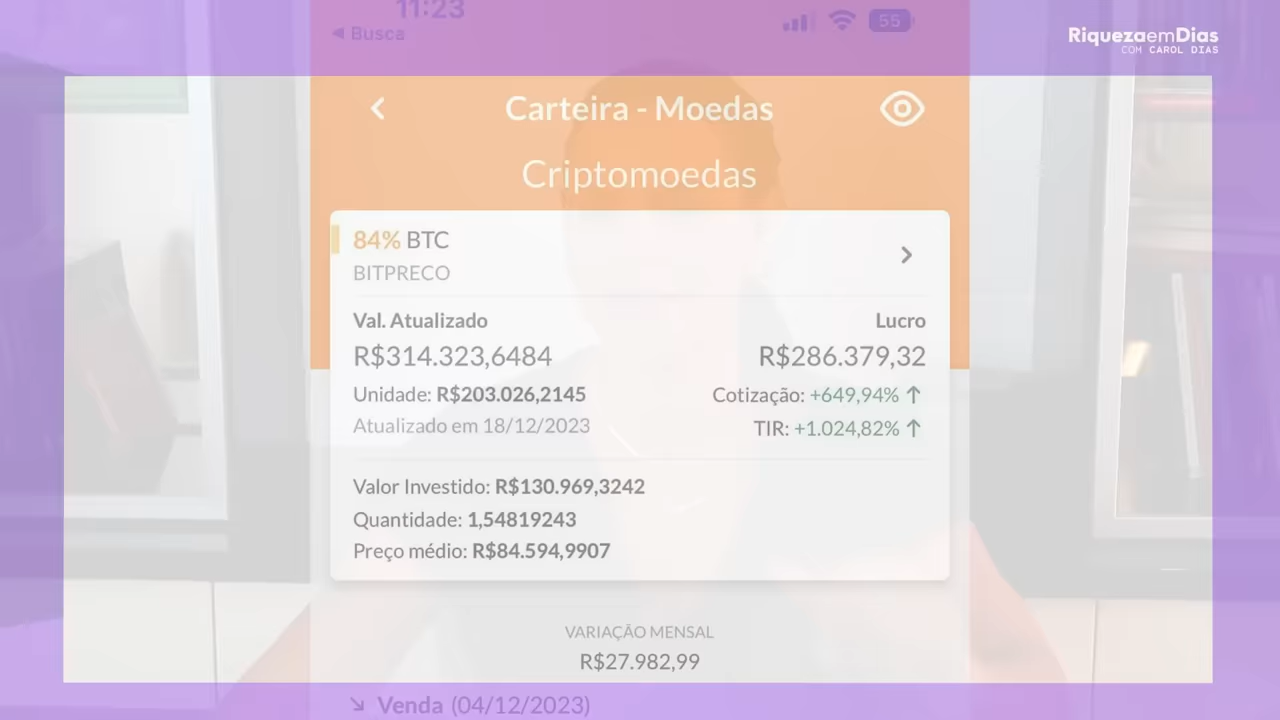 11:23
55
◀ Busca
RiquezaemDias
COM CAROL DIAS
Carteira - Moedas
Criptomoedas
84% BTC
BITPRECO
Val. Atualizado
Lucro
R$314.323,6484
R$286.379,32
Unidade: R$203.026,2145
Cotização: +649,94% ↑
Atualizado em 18/12/2023
TIR: +1.024,82% ↑
Valor Investido: R$130.969,3242
Quantidade: 1,54819243
Preço médio: R$84.594,9907
VARIAÇÃO MENSAL
R$27.982,99
Venda (04/12/2023)